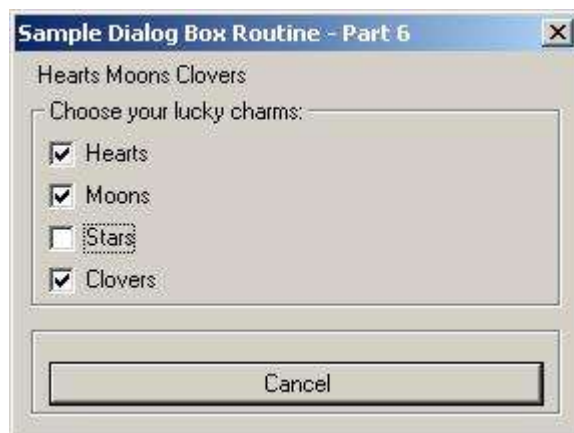 Sample Dialog Box Routine - Part 6
Hearts Moons Clovers
Choose your lucky charms:
Hearts
Moons
Stars
Clovers
Cancel